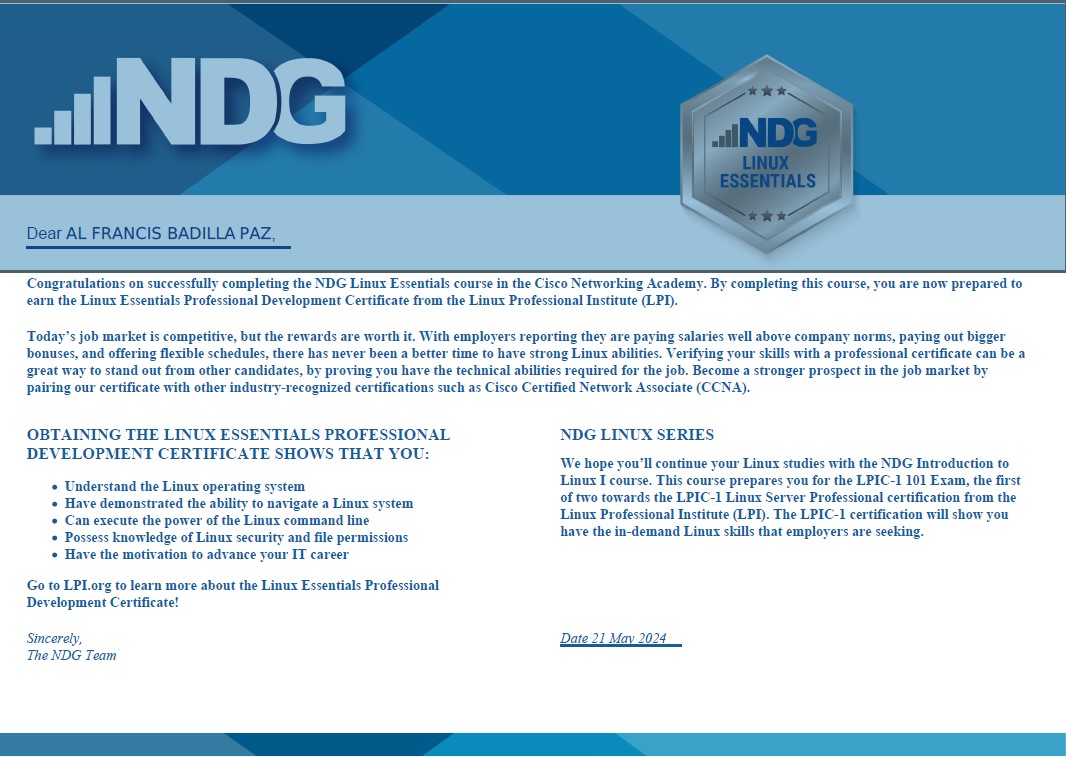 NDG
NDG
LINUX
ESSENTIALS
Dear AL FRANCIS BADILLA PAZ,
Congratulations on successfully completing the NDG Linux Essentials course in the Cisco Networking Academy. By completing this course, you are now prepared to
earn the Linux Essentials Professional Development Certificate from the Linux Professional Institute (LPI).
Today’s job market is competitive, but the rewards are worth it. With employers reporting they are paying salaries well above company norms, paying out bigger
bonuses, and offering flexible schedules, there has never been a better time to have strong Linux abilities. Verifying your skills with a professional certificate can be a
great way to stand out from other candidates, by proving you have the technical abilities required for the job. Become a stronger prospect in the job market by
pairing our certificate with other industry-recognized certifications such as Cisco Certified Network Associate (CCNA).
OBTAINING THE LINUX ESSENTIALS PROFESSIONAL
DEVELOPMENT CERTIFICATE SHOWS THAT YOU:
• Understand the Linux operating system
• Have demonstrated the ability to navigate a Linux system
• Can execute the power of the Linux command line
• Possess knowledge of Linux security and file permissions
• Have the motivation to advance your IT career
Go to LPI.org to learn more about the Linux Essentials Professional
Development Certificate!
Sincerely,
The NDG Team
NDG LINUX SERIES
We hope you’ll continue your Linux studies with the NDG Introduction to
Linux I course. This course prepares you for the LPIC-1 101 Exam, the first
of two towards the LPIC-1 Linux Server Professional certification from the
Linux Professional Institute (LPI). The LPIC-1 certification will show you
have the in-demand Linux skills that employers are seeking.
Date 21 May 2024